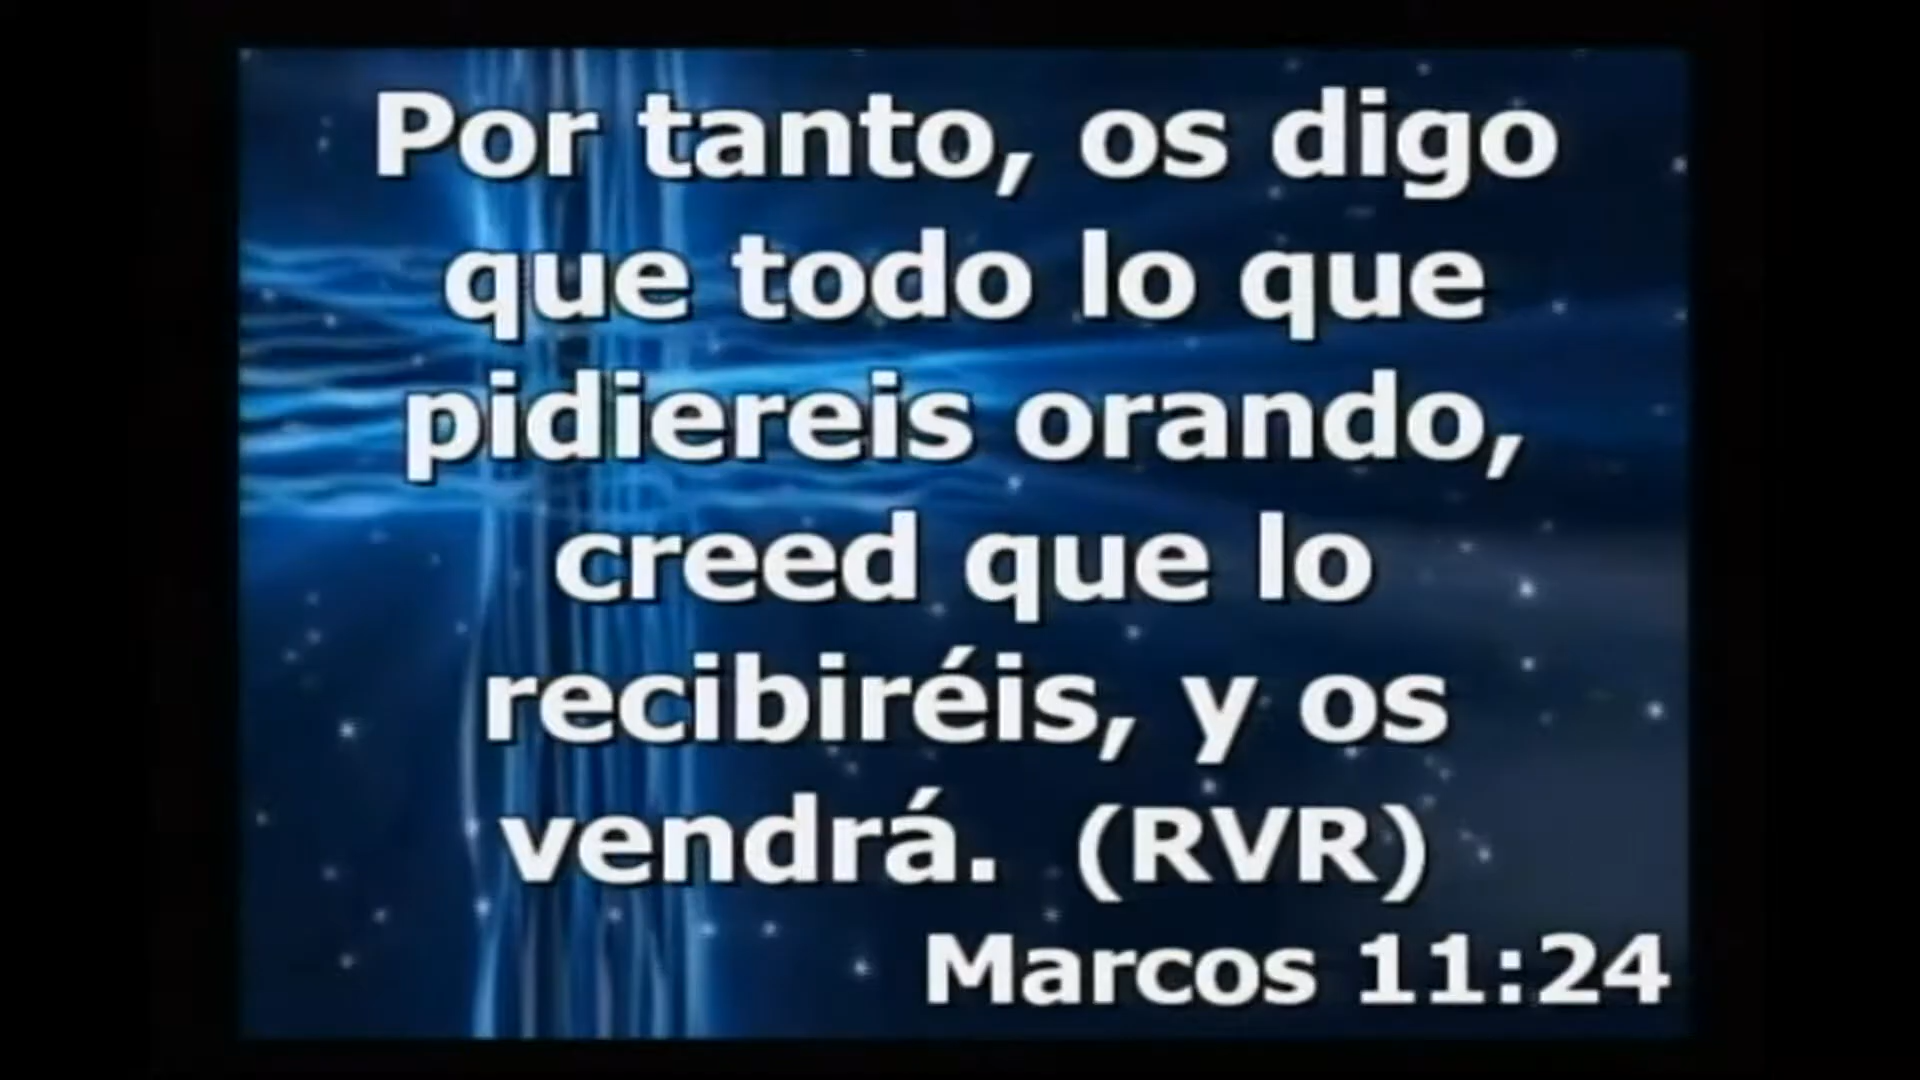 Por tanto, os digo
que todo lo que
pidiereis orando,
creed que lo
recibiréis, y os
vendrá. (RVR)
Marcos 11:24